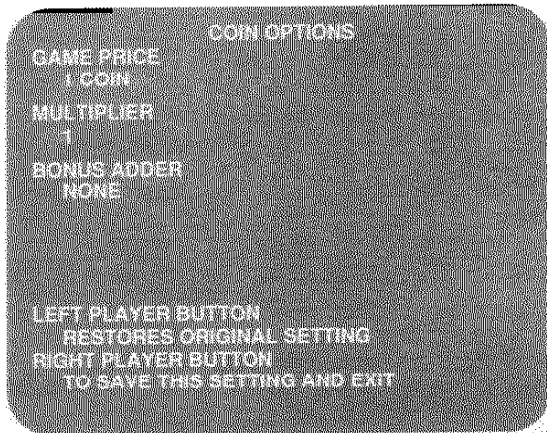 COIN OPTIONS
GAME PRICE
1 COIN
MULTIPLIER
1
BONUS ADDER
NONE
LEFT PLAYER BUTTON
RESTORES ORIGINAL SETTING
RIGHT PLAYER BUTTON
TO SAVE THIS SETTING AND EXIT